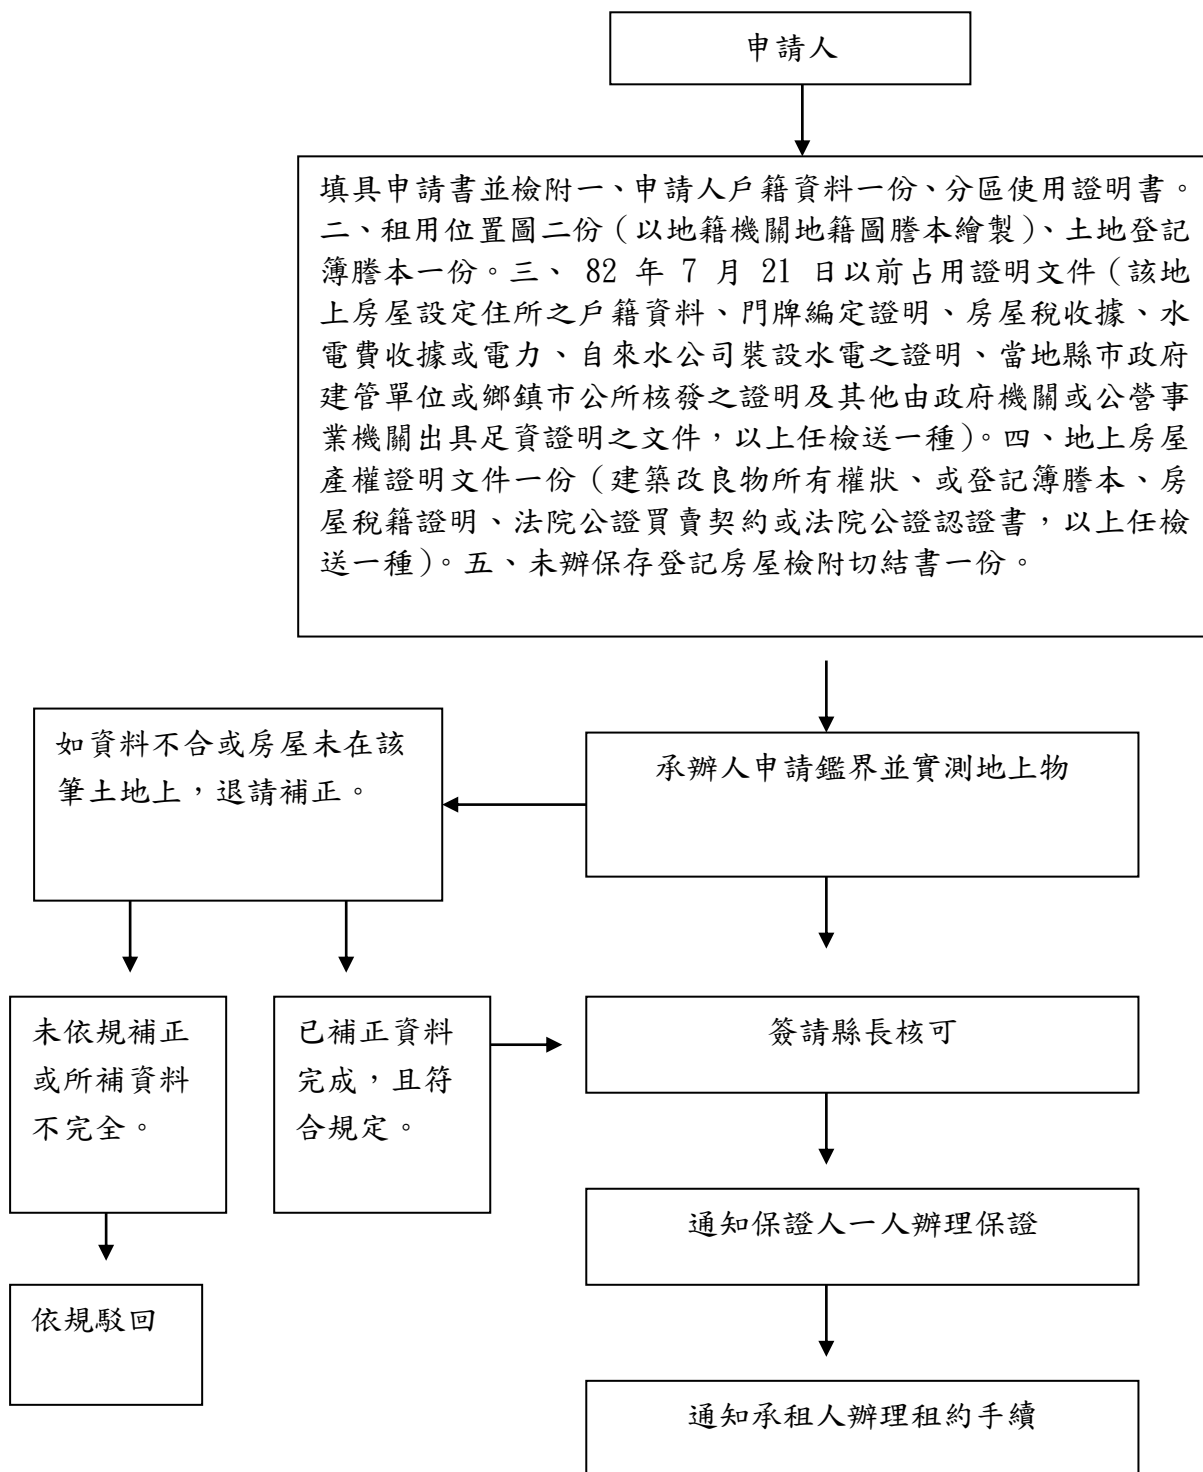 申請人
填具申請書並檢附一、申請人戶籍資料一份、分區使用證明書。
二、租用位置圖二份（以地籍機關地籍圖謄本繪製）、土地登記
簿謄本一份。三、 82 年 7 月 21 日以前占用證明文件（該地
上房屋設定住所之戶籍資料、門牌編定證明、房屋稅收據、水
電費收據或電力、自來水公司裝設水電之證明、當地縣市政府
建管單位或鄉鎮市公所核發之證明及其他由政府機關或公營事
業機關出具足資證明之文件，以上任檢送一種）。四、地上房屋
產權證明文件一份（建築改良物所有權狀、或登記簿謄本、房
屋稅籍證明、法院公證買賣契約或法院公證認證書，以上任檢
送一種）。五、未辦保存登記房屋檢附切結書一份。
如資料不合或房屋未在該
筆土地上，退請補正。
承辦人申請鑑界並實測地上物
未依規補正
或所補資料
不完全。
已補正資料
完成，且符
合規定。
簽請縣長核可
通知保證人一人辦理保證
依規駁回
通知承租人辦理租約手續